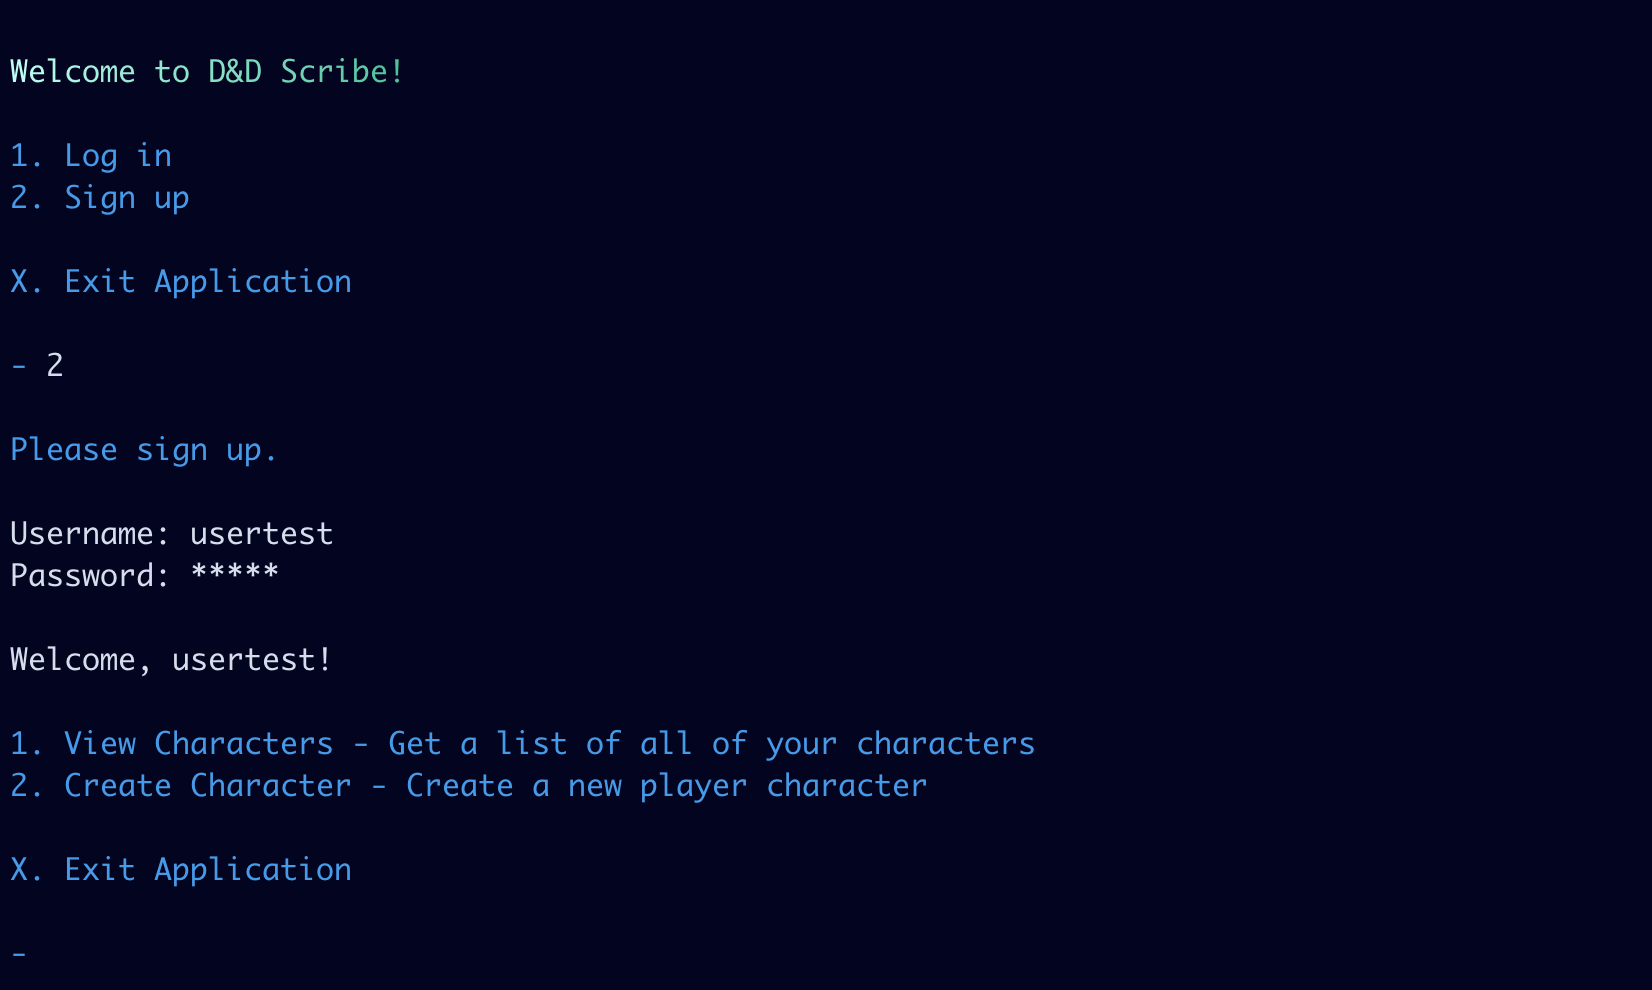 Welcome to D&D Scribe!
1. Log in
2. Sign up
X. Exit Application
- 2
Please sign up.
Username: usertest
Password: *****
Welcome, usertest!
1. View Characters - Get a list of all of your characters
2. Create Character - Create a new player character
X. Exit Application
-